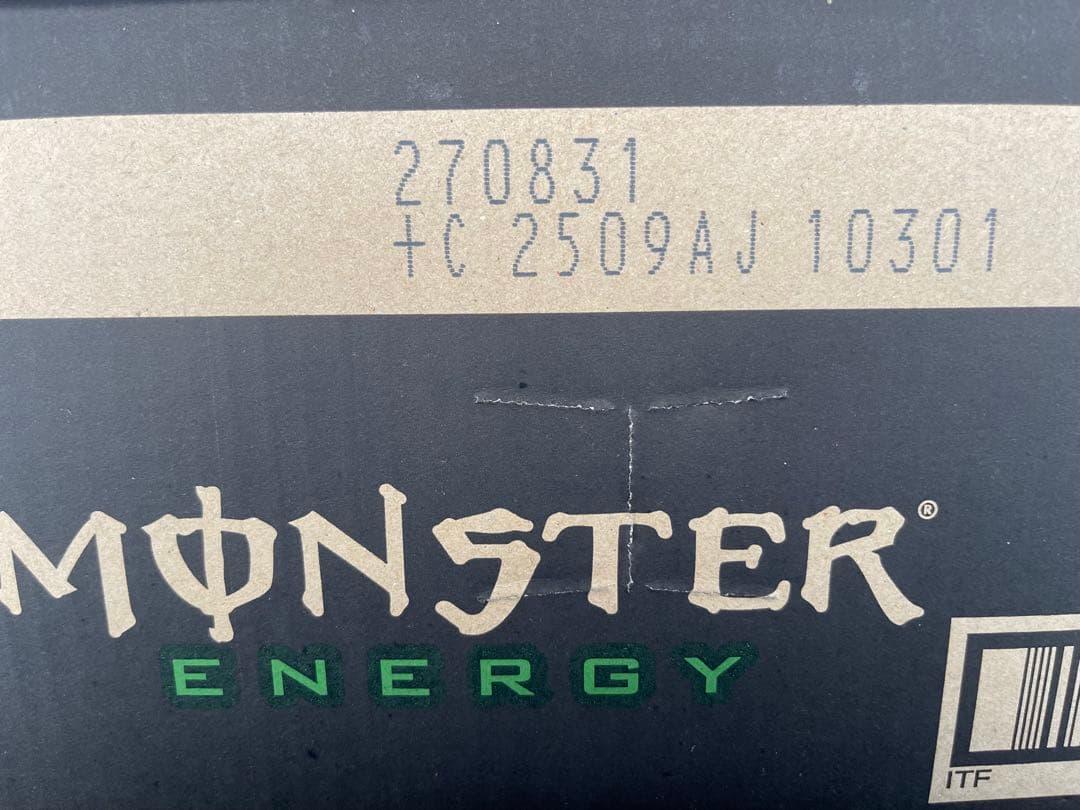 270831
+C 2509AJ 10301
MONSTER®
ENERGY
ITF